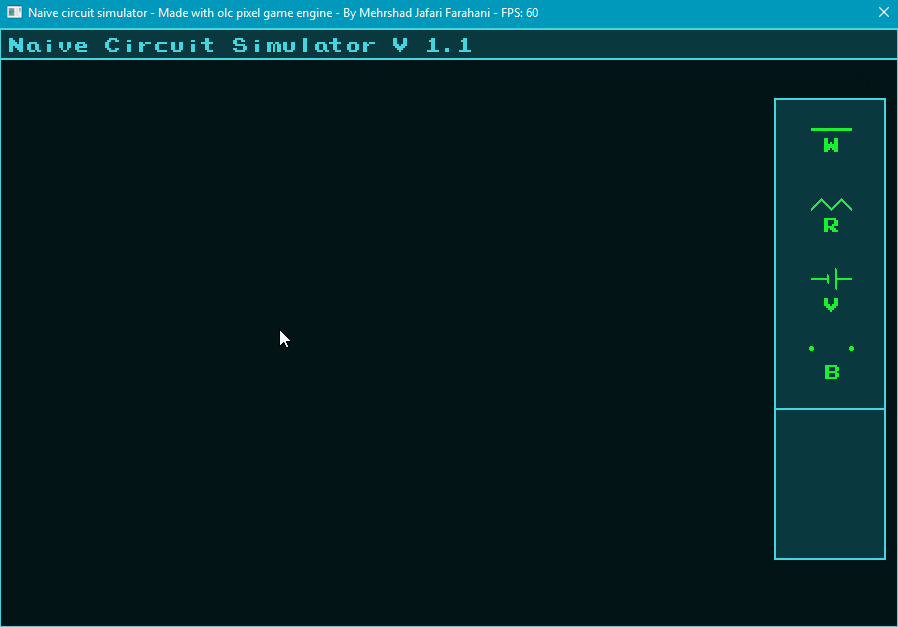 Naive circuit simulator - Made with olc pixel game engine - By Mehrshad Jafari Farahani - FPS: 60
Naive Circuit Simulator V 1.1
W
R
V
B